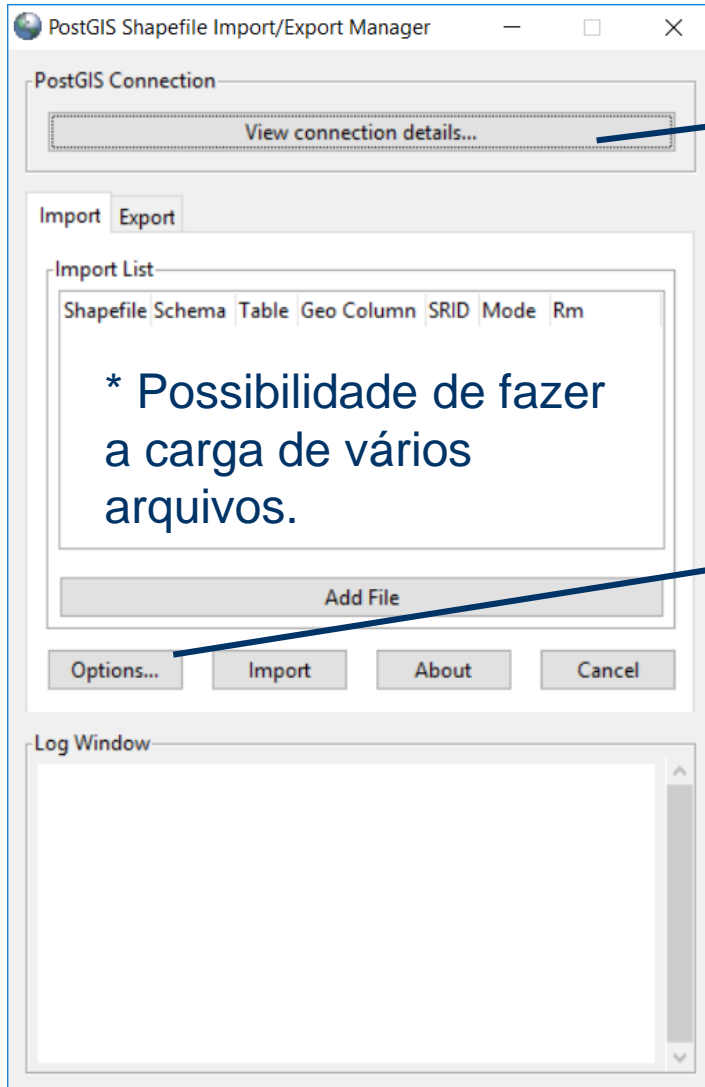 PostGIS Shapefile Import/Export Manager
PostGIS Connection
View connection details...
Import Export
Import List
Shapefile Schema Table Geo Column SRID Mode Rm
* Possibilidade de fazer
a carga de vários
arquivos.
Add File
Options... Import About Cancel
Log Window